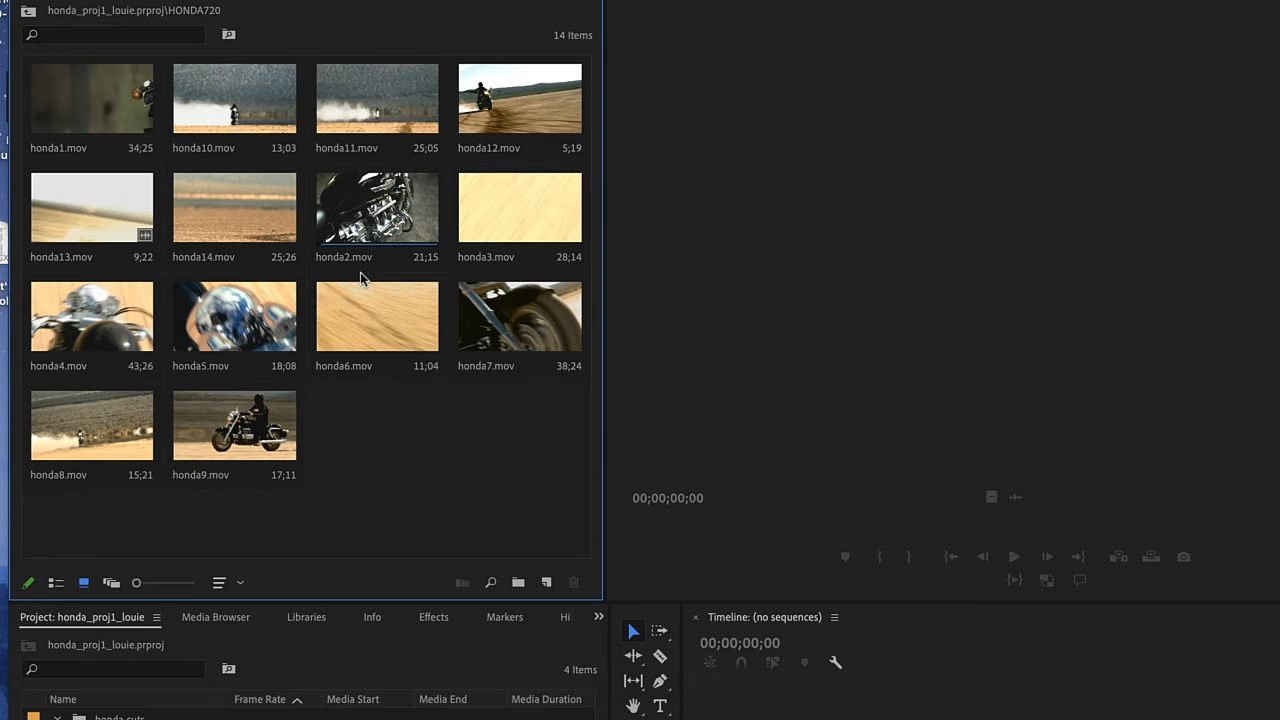 honda_proj1_louie.prproj\HONDA720
14 Items
honda1.mov 34;25
honda10.mov 13;03
honda11.mov 25;05
honda12.mov 5;19
honda13.mov 9;22
honda14.mov 25;26
honda2.mov 21;15
honda3.mov 28;14
honda4.mov 43;26
honda5.mov 18;08
honda6.mov 11;04
honda7.mov 38;24
honda8.mov 15;21
honda9.mov 17;11
00;00;00;00
Project: honda_proj1_louie Media Browser Libraries Info Effects Markers Hi
Timeline: (no sequences)
honda_proj1_louie.prproj
00;00;00;00
4 Items
Name Frame Rate Media Start Media End Media Duration
honda cuts